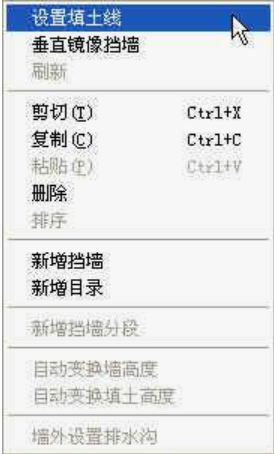 设置填土线
垂直镜像挡墙
刷新
剪切(T) Ctrl+X
复制(C) Ctrl+C
粘贴(P) Ctrl+V
删除
排序
新增挡墙
新增目录
新增挡墙分段
自动变换墙高度
自动变换填土高度
墙外设置排水沟